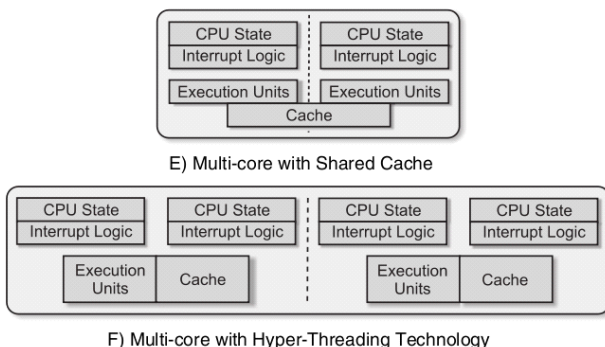 CPU State CPU State
Interrupt Logic Interrupt Logic
Execution Units Execution Units
Cache
E) Multi-core with Shared Cache
CPU State CPU State CPU State CPU State
Interrupt Logic Interrupt Logic Interrupt Logic Interrupt Logic
Execution Units Cache Execution Units Cache
F) Multi-core with Hyper-Threading Technology